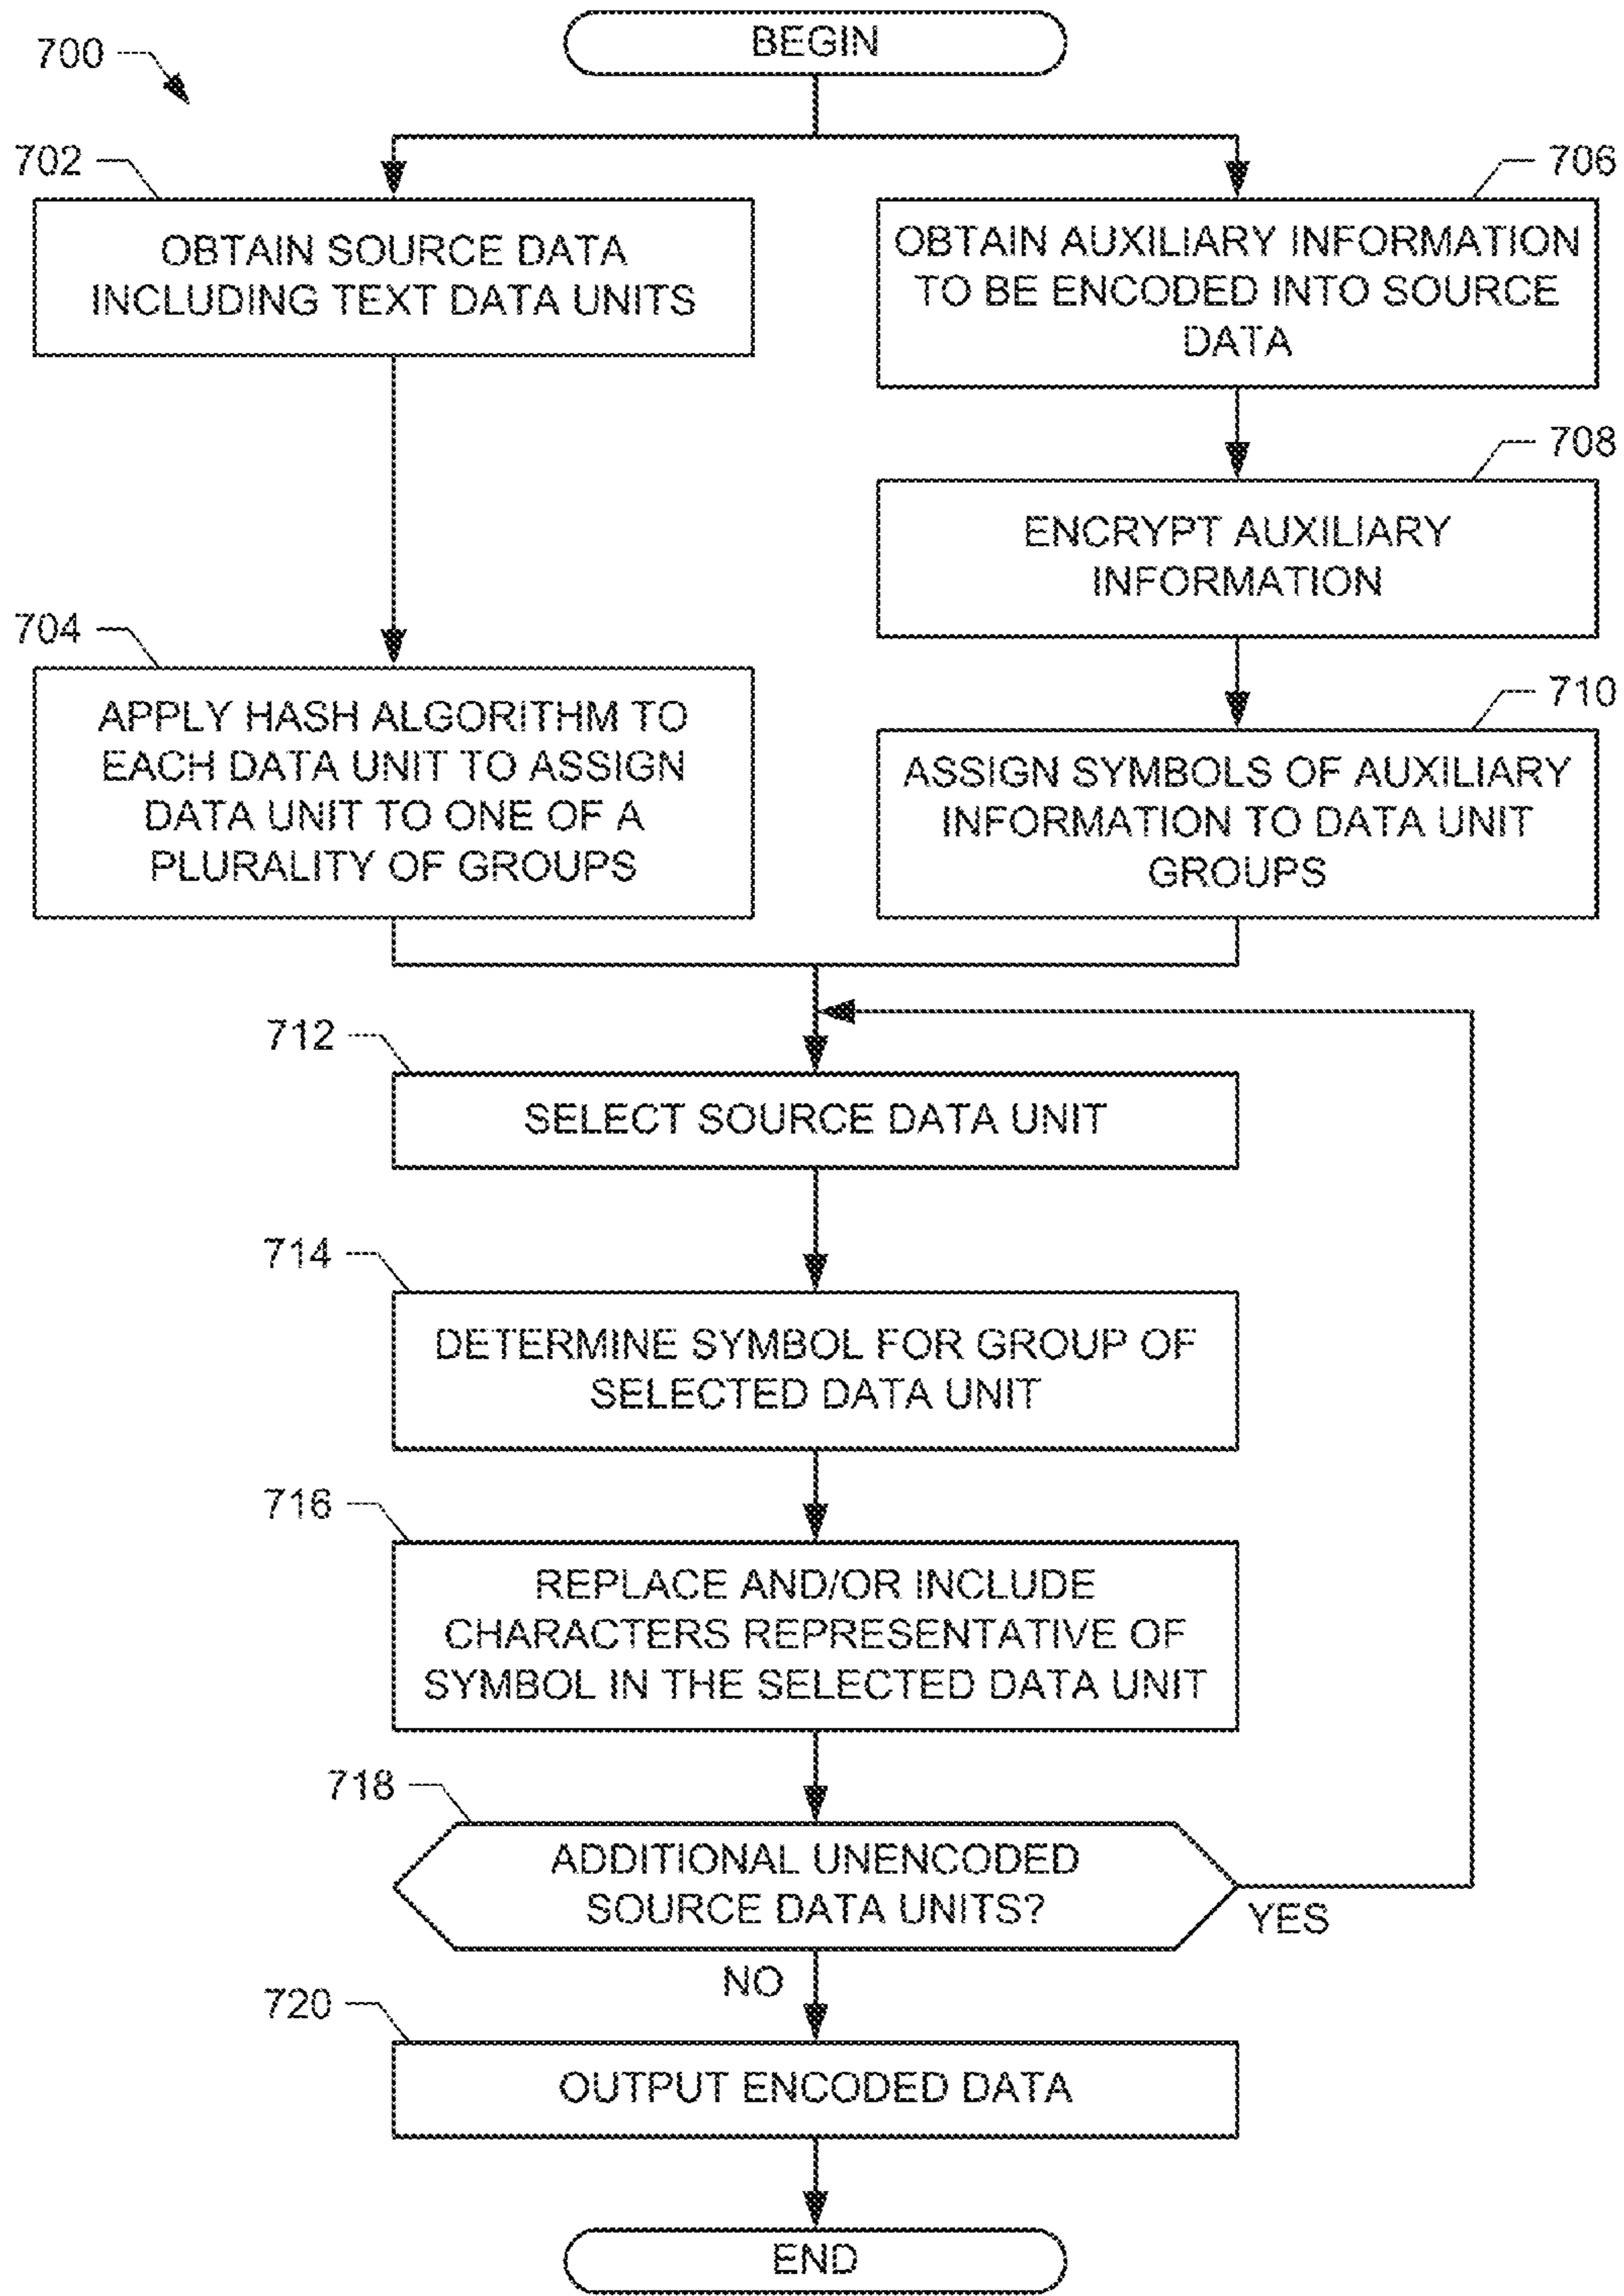 BEGIN
700
702
OBTAIN SOURCE DATA
INCLUDING TEXT DATA UNITS
706
OBTAIN AUXILIARY INFORMATION
TO BE ENCODED INTO SOURCE
DATA
708
ENCRYPT AUXILIARY
INFORMATION
704
APPLY HASH ALGORITHM TO
EACH DATA UNIT TO ASSIGN
DATA UNIT TO ONE OF A
PLURALITY OF GROUPS
710
ASSIGN SYMBOLS OF AUXILIARY
INFORMATION TO DATA UNIT
GROUPS
712
SELECT SOURCE DATA UNIT
714
DETERMINE SYMBOL FOR GROUP OF
SELECTED DATA UNIT
716
REPLACE AND/OR INCLUDE
CHARACTERS REPRESENTATIVE OF
SYMBOL IN THE SELECTED DATA UNIT
718
ADDITIONAL UNENCODED
SOURCE DATA UNITS?
YES
NO
720
OUTPUT ENCODED DATA
END